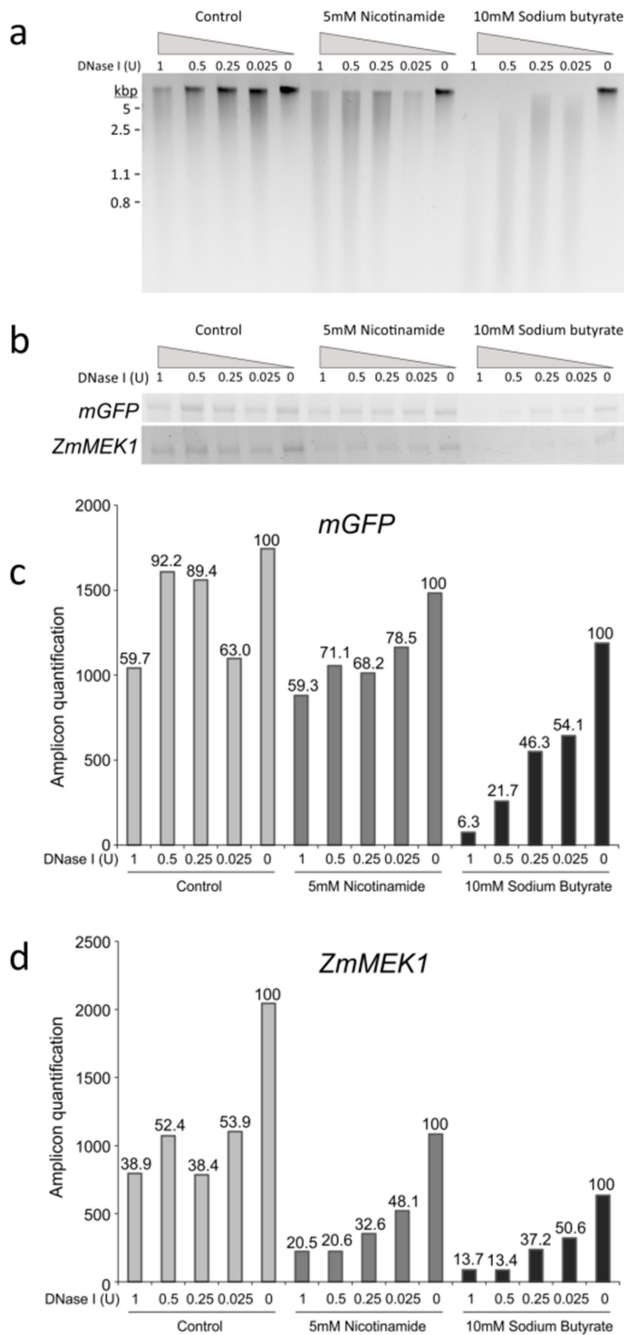 a
Control 5mM Nicotinamide 10mM Sodium butyrate
DNase I (U) 1 0.5 0.25 0.025 0 1 0.5 0.25 0.025 0 1 0.5 0.25 0.025 0
kbp
5
2.5
1.1
0.8
b
Control 5mM Nicotinamide 10mM Sodium butyrate
DNase I (U) 1 0.5 0.25 0.025 0 1 0.5 0.25 0.025 0 1 0.5 0.25 0.025 0
mGFP
ZmMEK1
c
mGFP
Amplicon quantification
2000
1500
1000
500
0
59.7 92.2 89.4 63.0 100 59.3 71.1 68.2 78.5 100 6.3 21.7 46.3 54.1 100
DNase I (U) 1 0.5 0.25 0.025 0 1 0.5 0.25 0.025 0 1 0.5 0.25 0.025 0
Control 5mM Nicotinamide 10mM Sodium Butyrate
d
ZmMEK1
Amplicon quantification
2500
2000
1500
1000
500
0
38.9 52.4 38.4 53.9 100 20.5 20.6 32.6 48.1 100 13.7 13.4 37.2 50.6 100
DNase I (U) 1 0.5 0.25 0.025 0 1 0.5 0.25 0.025 0 1 0.5 0.25 0.025 0
Control 5mM Nicotinamide 10mM Sodium Butyrate